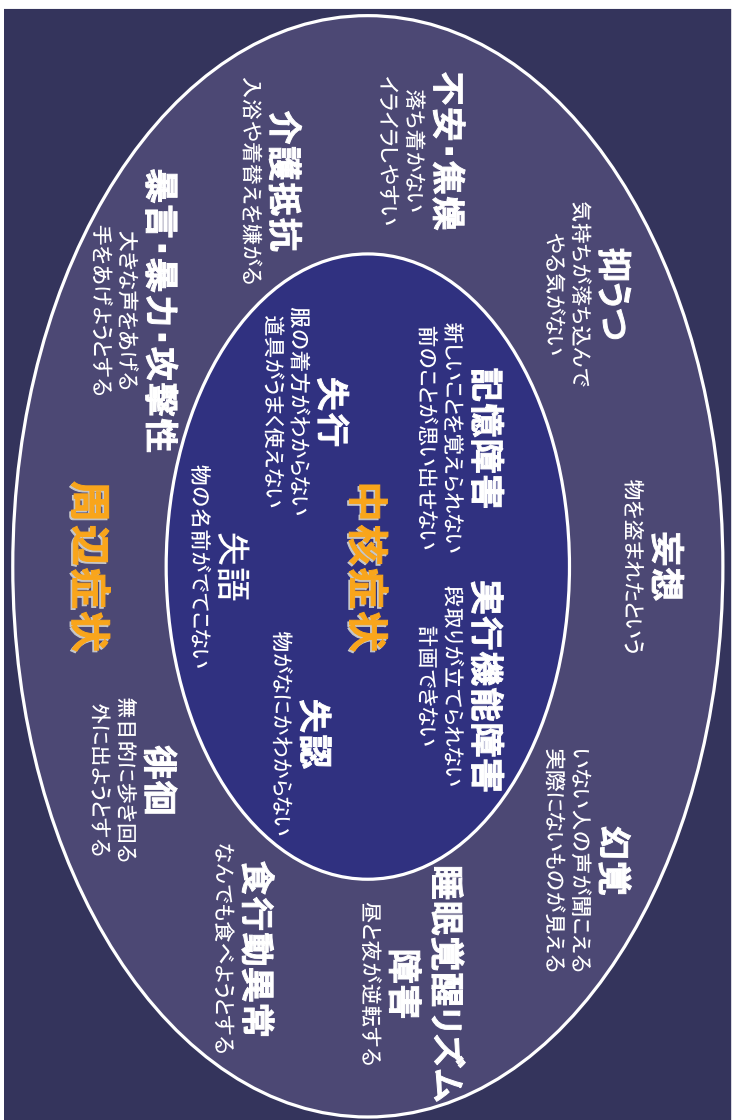 妄想
物を盗まれたという
抑うつ
気持ちが落ち込んで
やる気がない
幻覚
いない人の声が聞こえる
実際にないものが見える
不安・焦燥
落ち着かない
イライラしやすい
睡眠覚醒リズム
障害
昼と夜が逆転する
介護抵抗
入浴や着替えを嫌がる
食行動異常
なんでも食べようとする
暴言・暴力・攻撃性
大きな声をあげる
手をあげようとする
徘徊
無目的に歩き回る
外に出ようとする
周辺症状
記憶障害
新しいことを覚えられない
前のことが思い出せない
実行機能障害
段取りが立てられない
計画できない
中核症状
失行
服の着方がわからない
道具がうまく使えない
失認
物がなにかわからない
失語
物の名前がでてこない